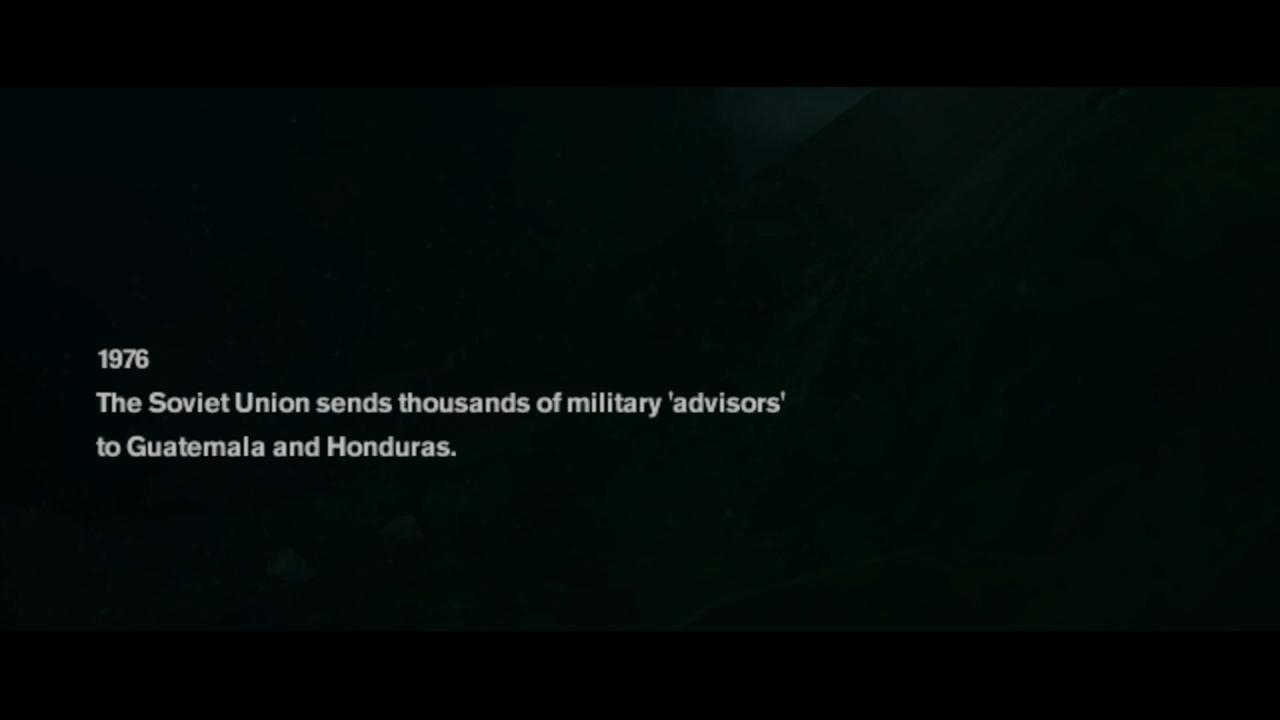 1976
The Soviet Union sends thousands of military 'advisors'
to Guatemala and Honduras.